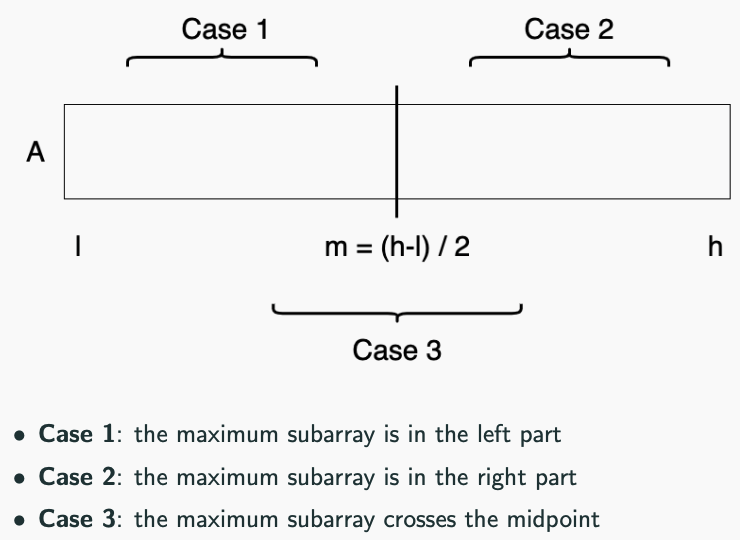 Case 1 Case 2
A
l m = (h-l) / 2 h
Case 3
• Case 1: the maximum subarray is in the left part
• Case 2: the maximum subarray is in the right part
• Case 3: the maximum subarray crosses the midpoint